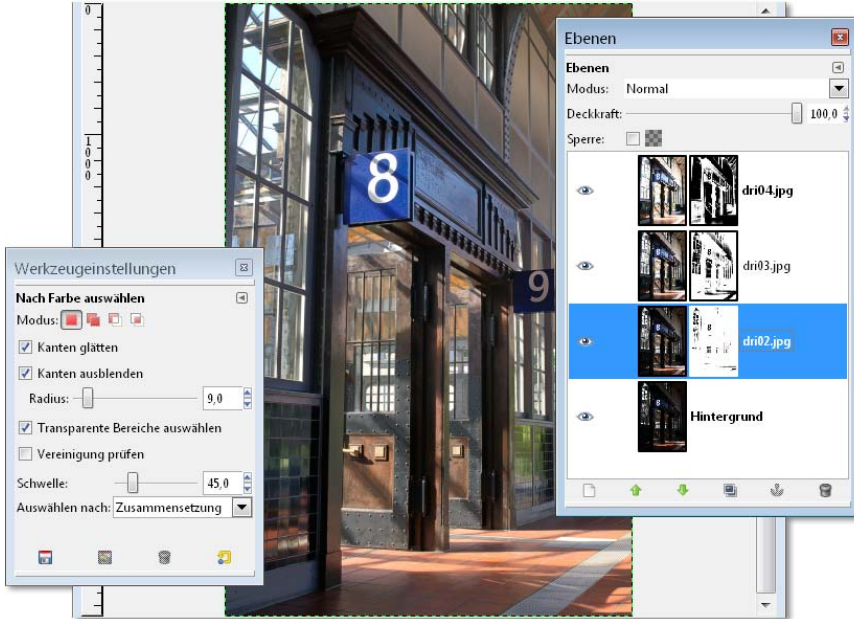 0
1000
8
9
Werkzeugeinstellungen
Nach Farbe auswählen
Modus:
Kanten glätten
Kanten ausblenden
Radius: 9,0
Transparente Bereiche auswählen
Vereinigung prüfen
Schwelle: 45,0
Auswählen nach: Zusammensetzung
Ebenen
Ebenen
Modus: Normal
Deckkraft: 100,0
Sperre:
dri04.jpg
dri03.jpg
dri02.jpg
Hintergrund